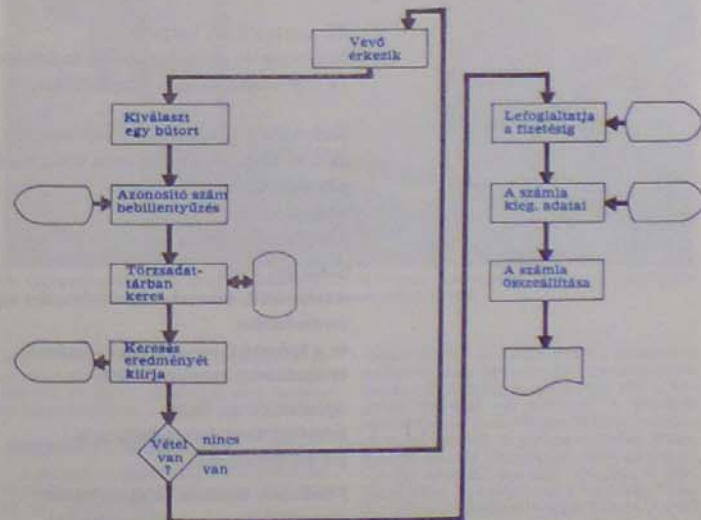 Vevő
érkezik
Kiválaszt
egy bútort
Azonosító szám
bebillentyűzés
Törzsadat-
tárban
keres
Keresés
eredményét
kiírja
Vétel
van
?
nincs
van
Lefoglaltatja
a fizetésig
A számla
kieg. adatai
A számla
összeállítása